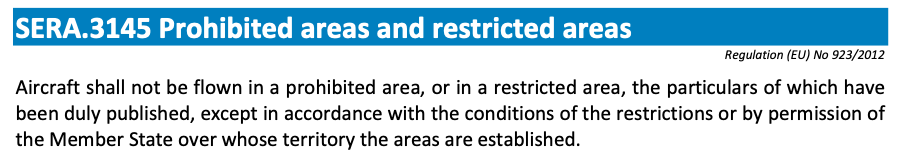 SERA.3145 Prohibited areas and restricted areas
Regulation (EU) No 923/2012
Aircraft shall not be flown in a prohibited area, or in a restricted area, the particulars of which have
been duly published, except in accordance with the conditions of the restrictions or by permission of
the Member State over whose territory the areas are established.